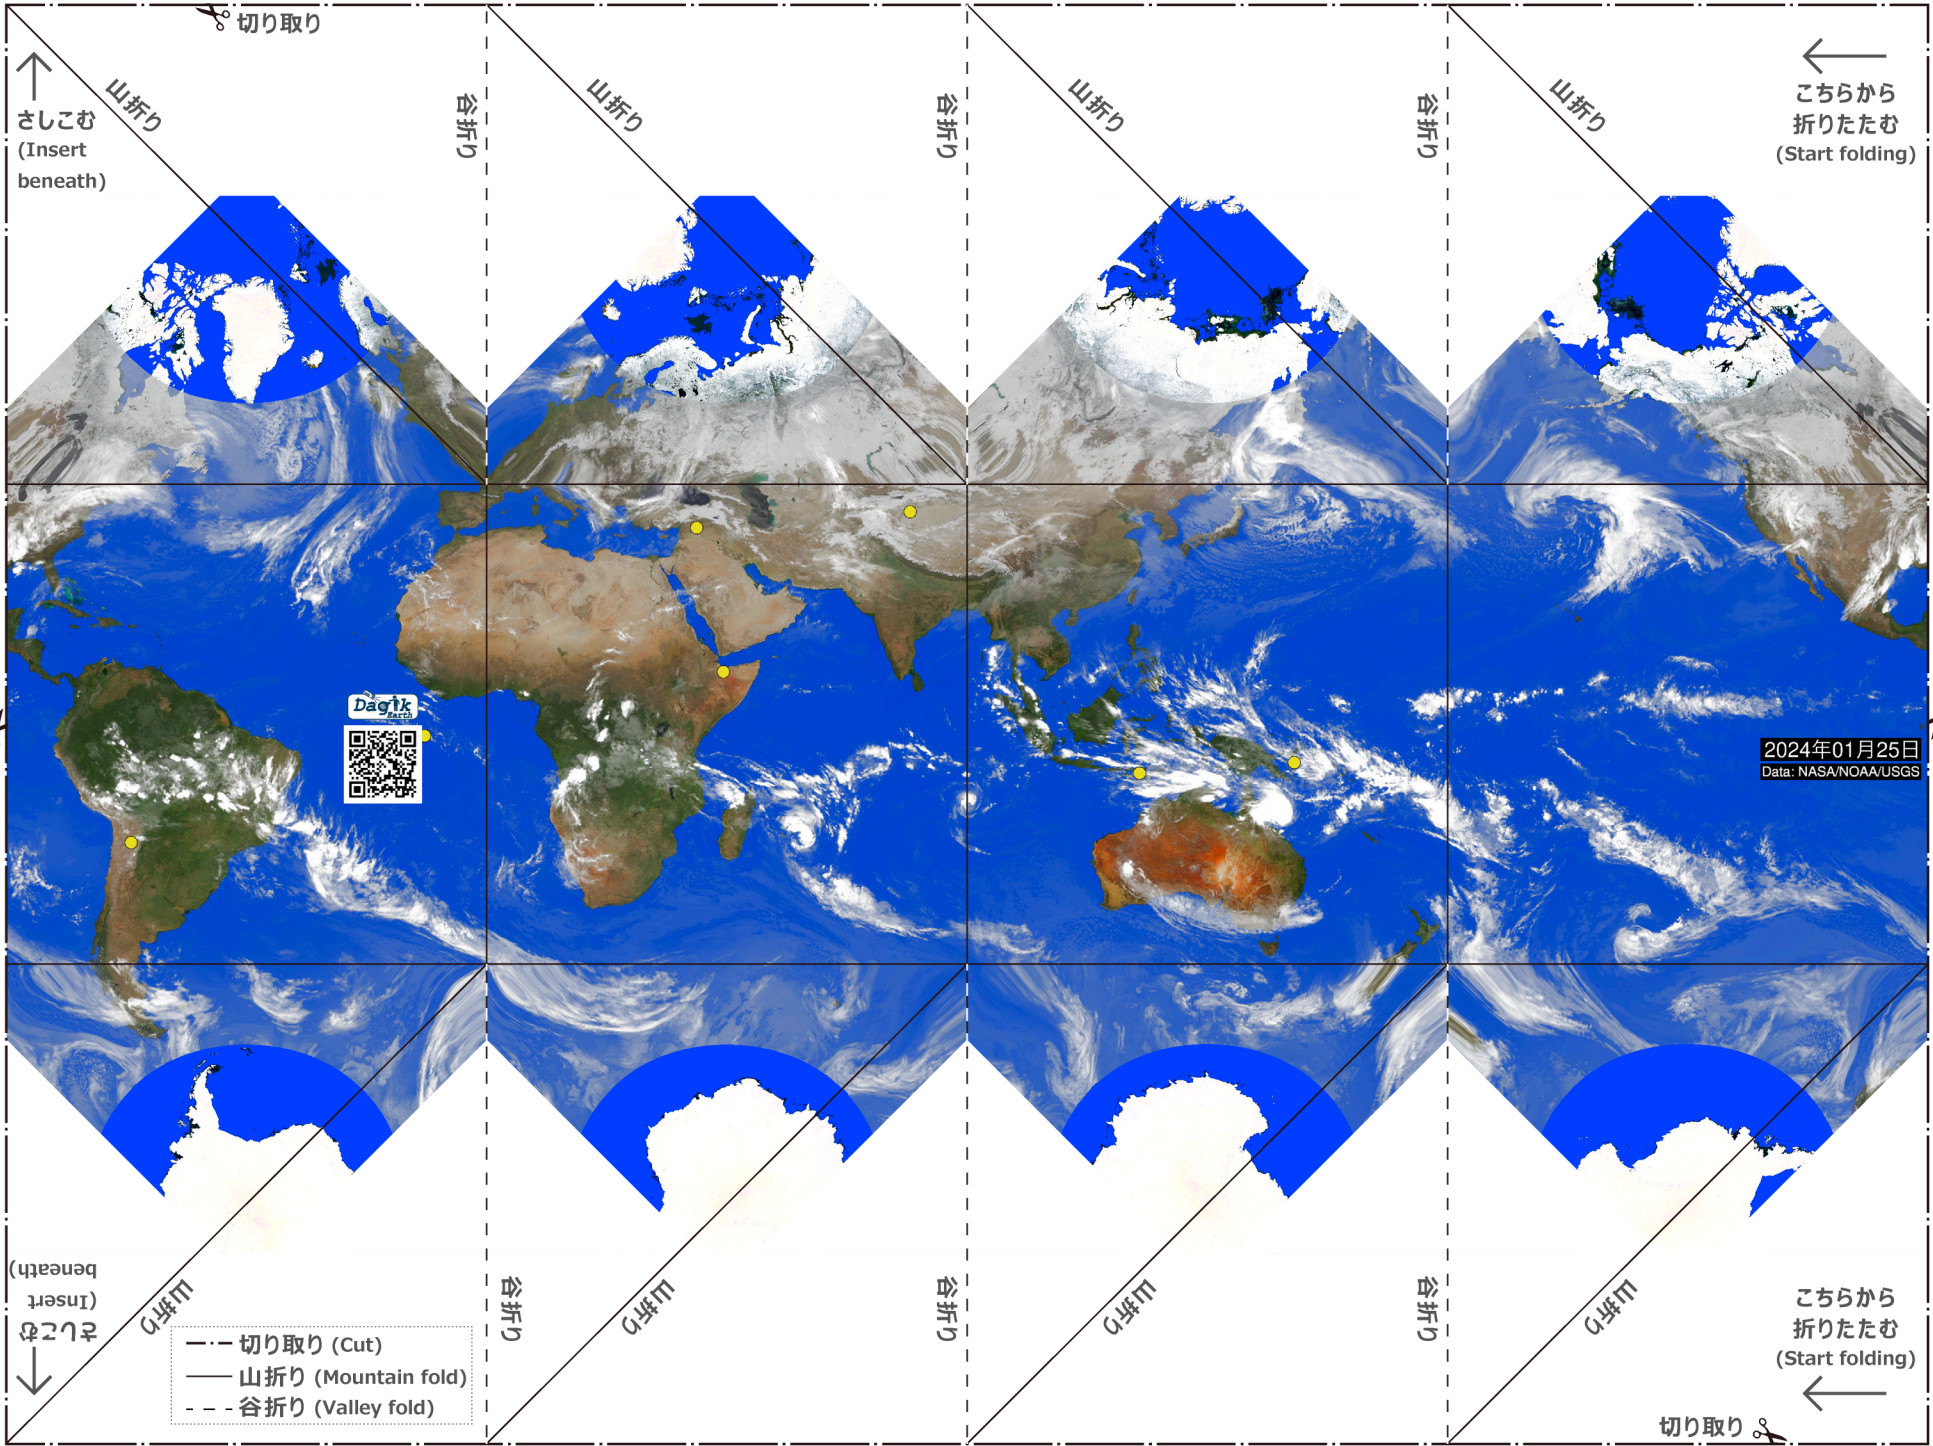 切り取り
山折り
谷折り
山折り
谷折り
山折り
谷折り
山折り
こちらから
折りたたむ
(Start folding)
さしこむ
(Insert
beneath)
Dagik
Earth
2024年01月25日
Data: NASA/NOAA/USGS
さしこむ
(Insert
beneath)
山折り
谷折り
山折り
谷折り
山折り
谷折り
山折り
こちらから
折りたたむ
(Start folding)
切り取り (Cut)
山折り (Mountain fold)
谷折り (Valley fold)
切り取り